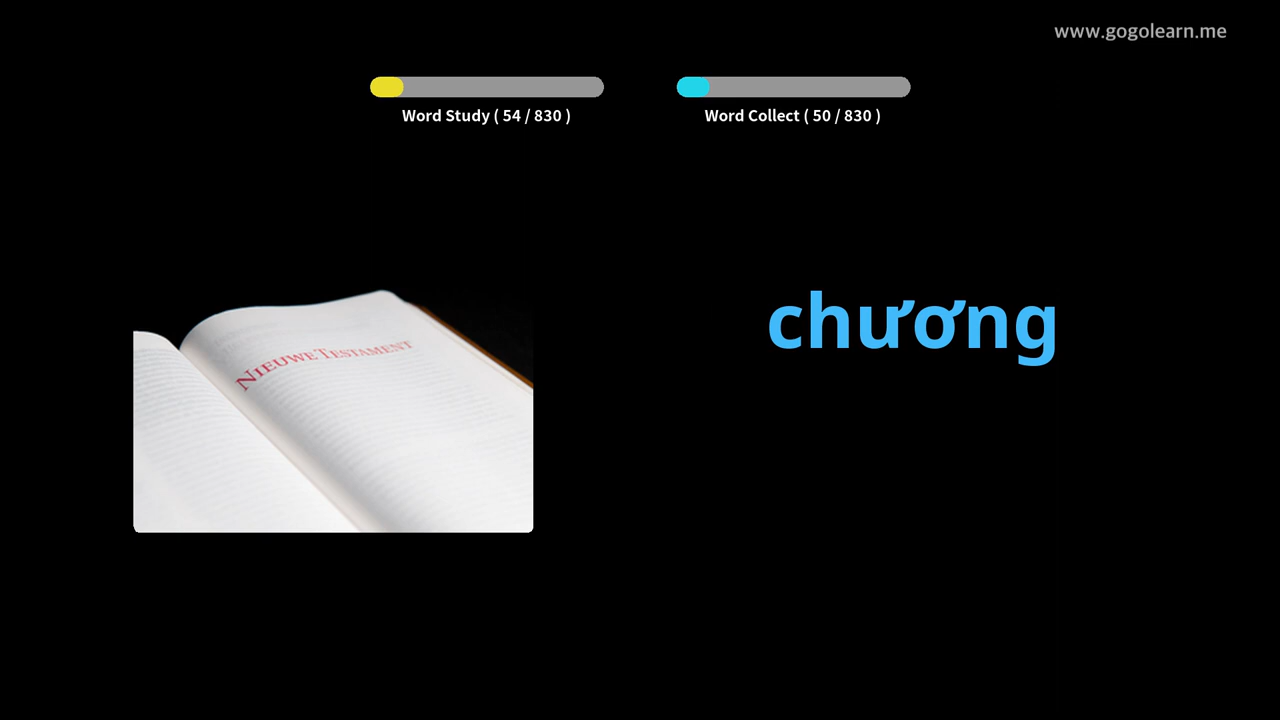 www.gogolearn.me
Word Study ( 54 / 830 )
Word Collect ( 50 / 830 )
chương
NIEUWE TESTAMENT